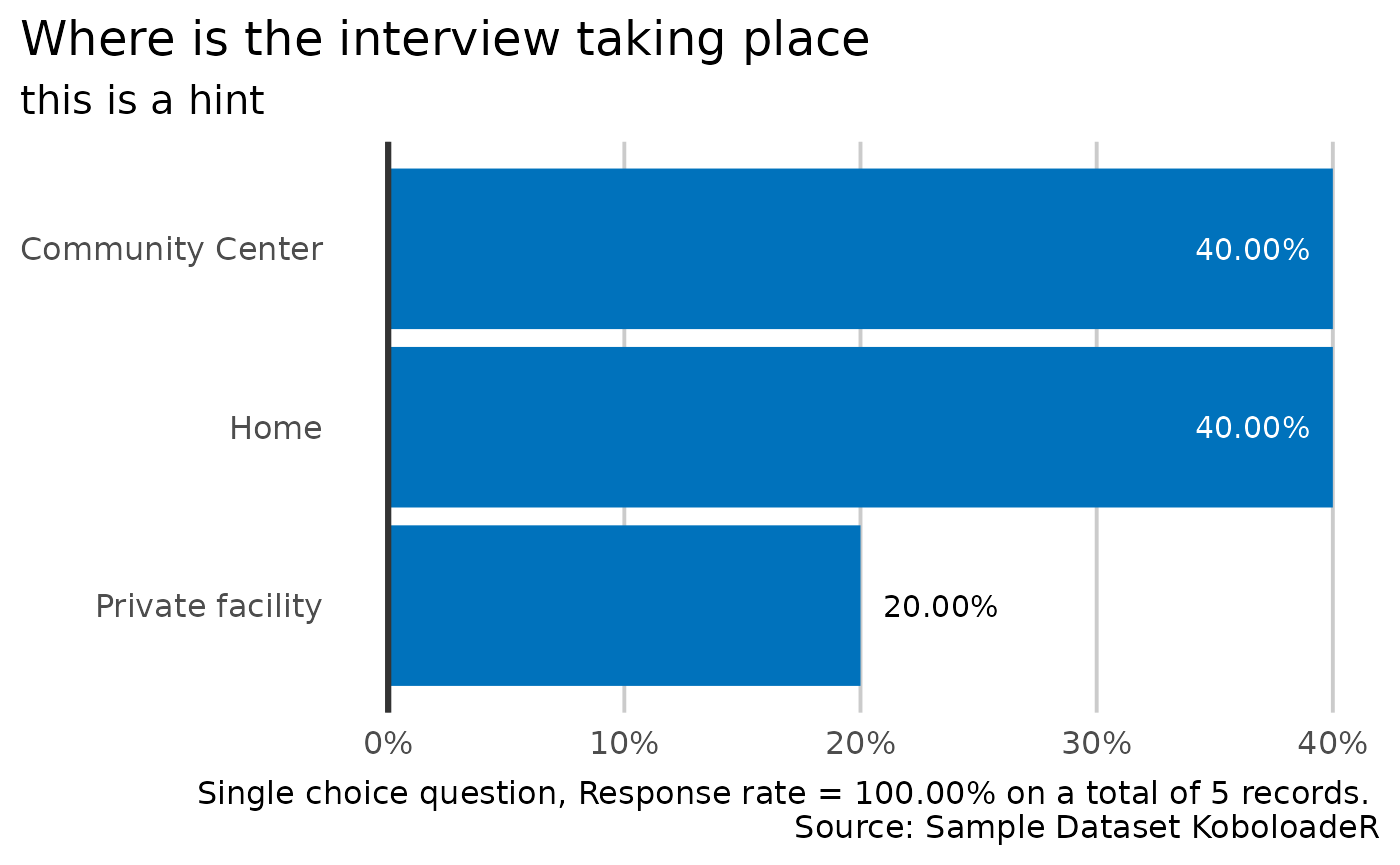 Where is the interview taking place
this is a hint
Community Center
40.00%
Home
40.00%
Private facility
20.00%
0% 10% 20% 30% 40%
Single choice question, Response rate = 100.00% on a total of 5 records.
Source: Sample Dataset KoboloadeR